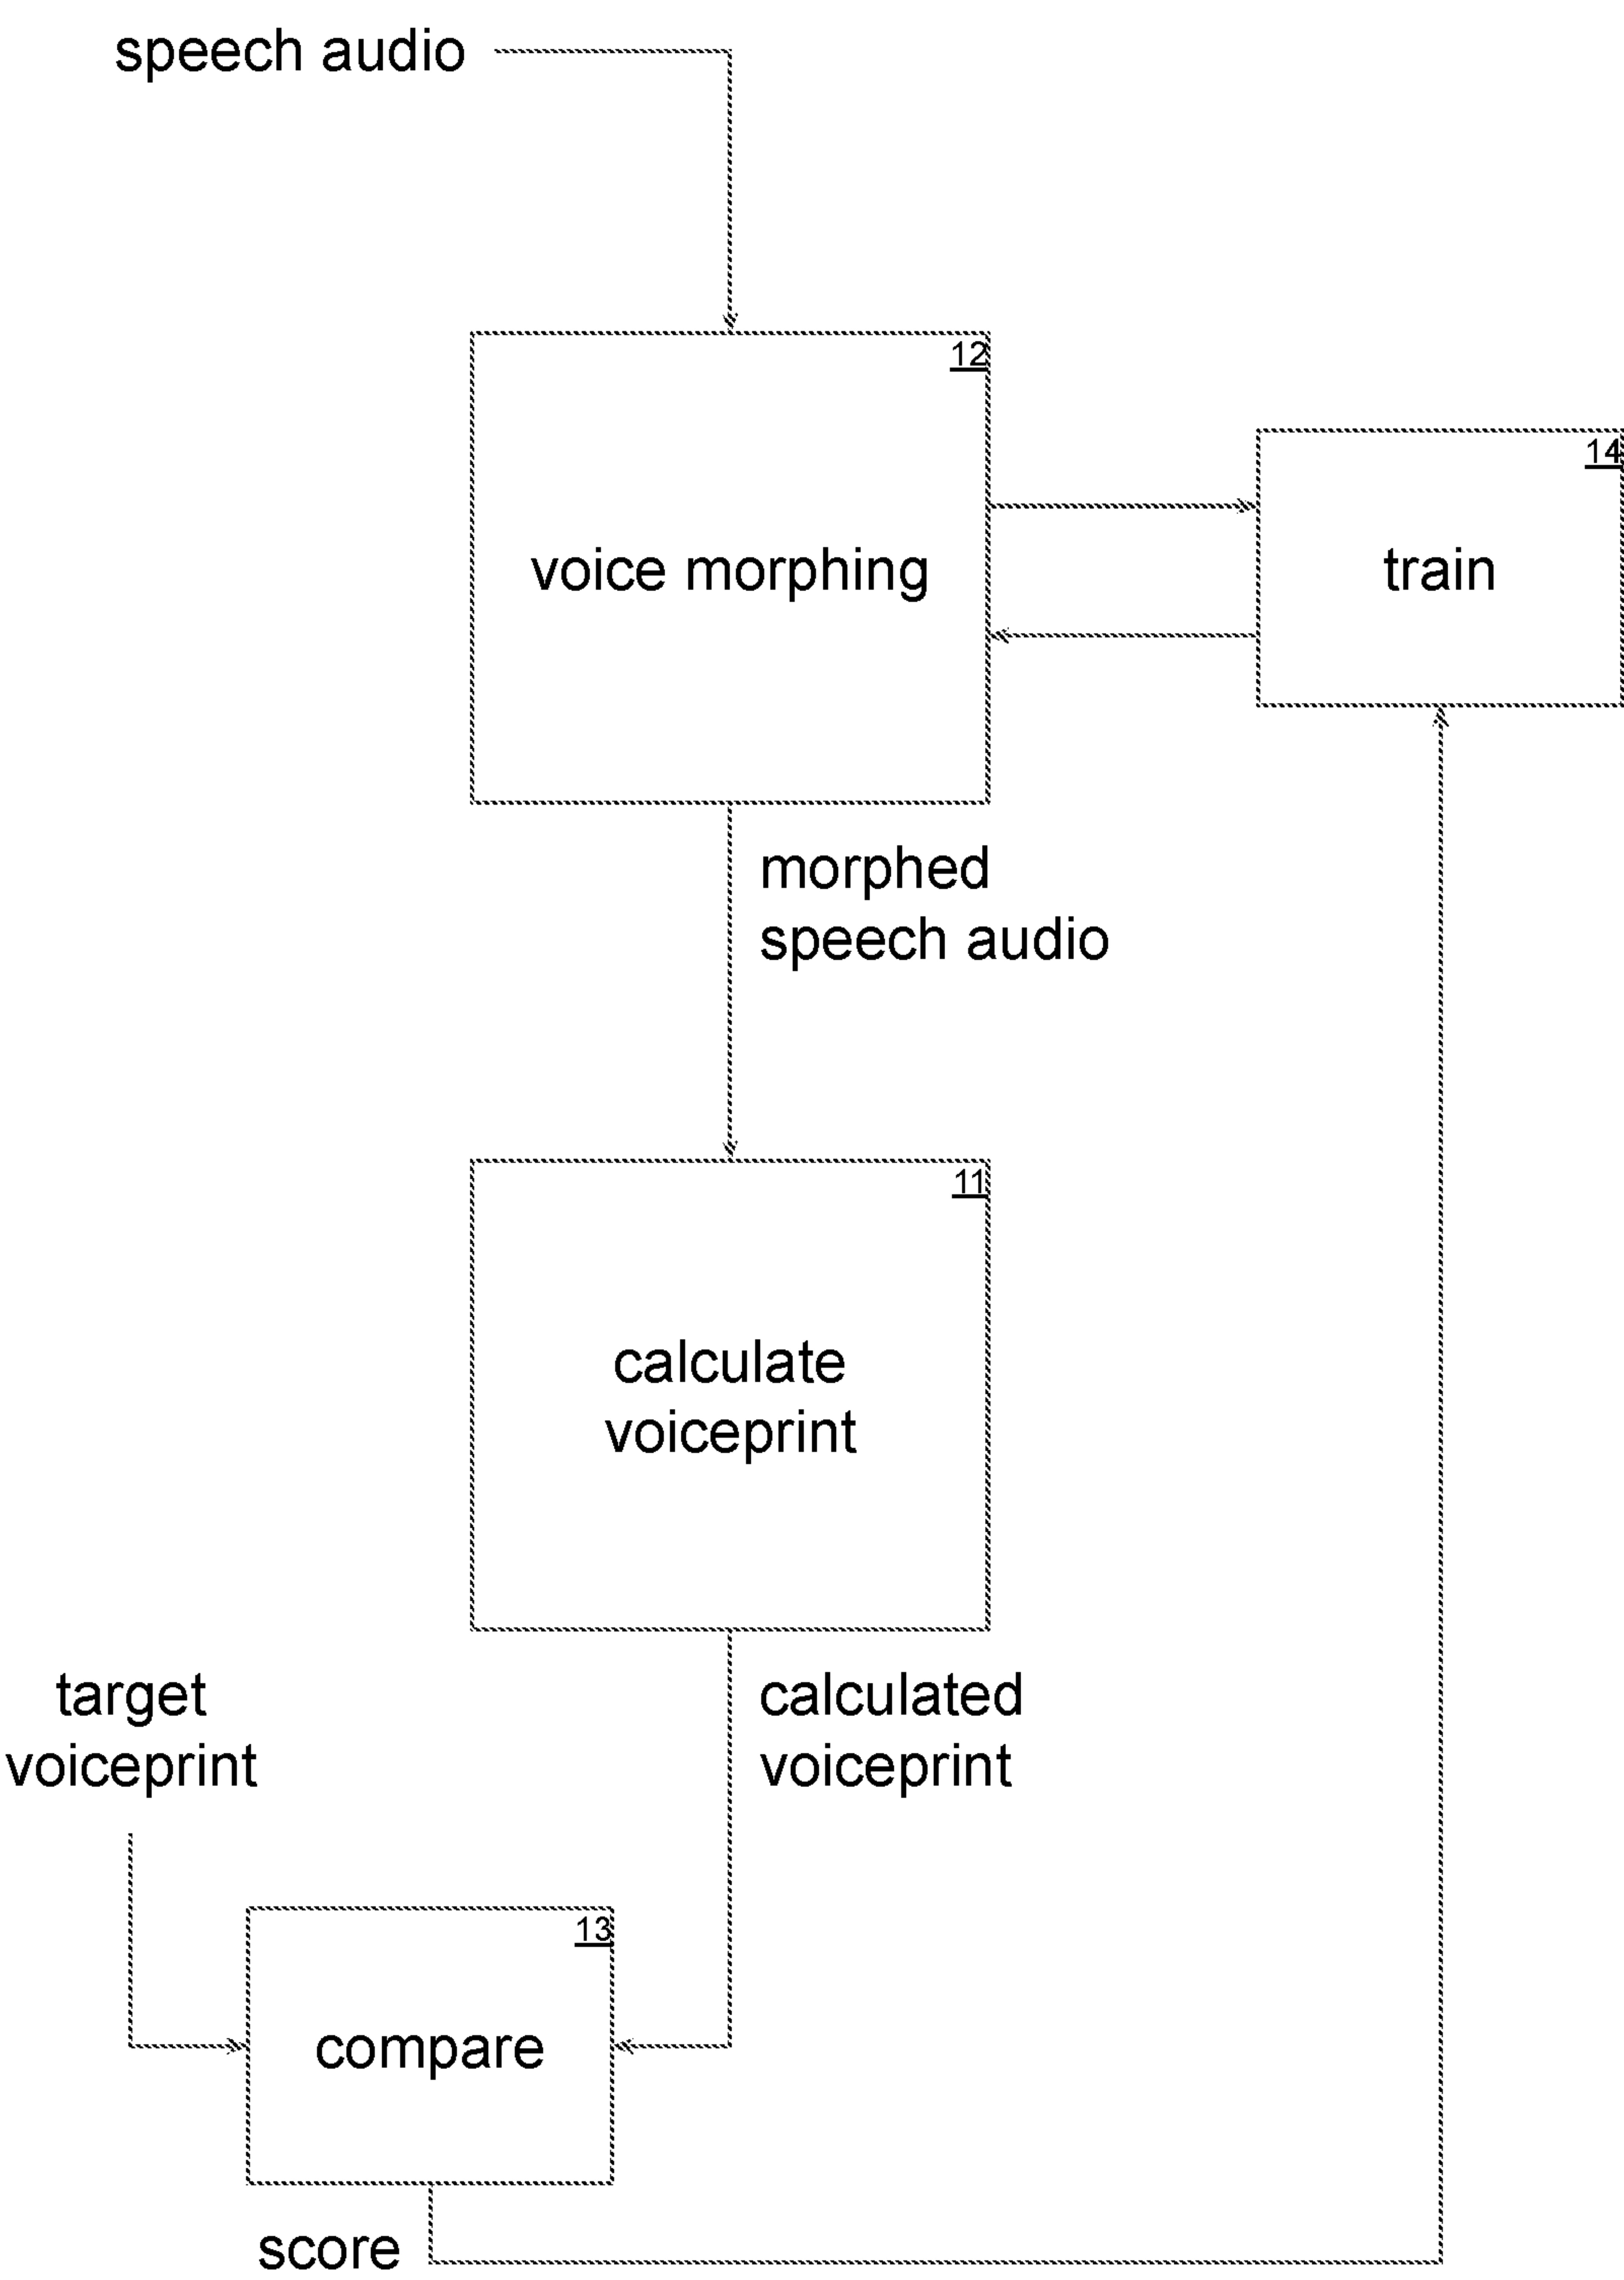 speech audio
12
voice morphing
14
train
morphed
speech audio
11
calculate
voiceprint
target
voiceprint
calculated
voiceprint
13
compare
score